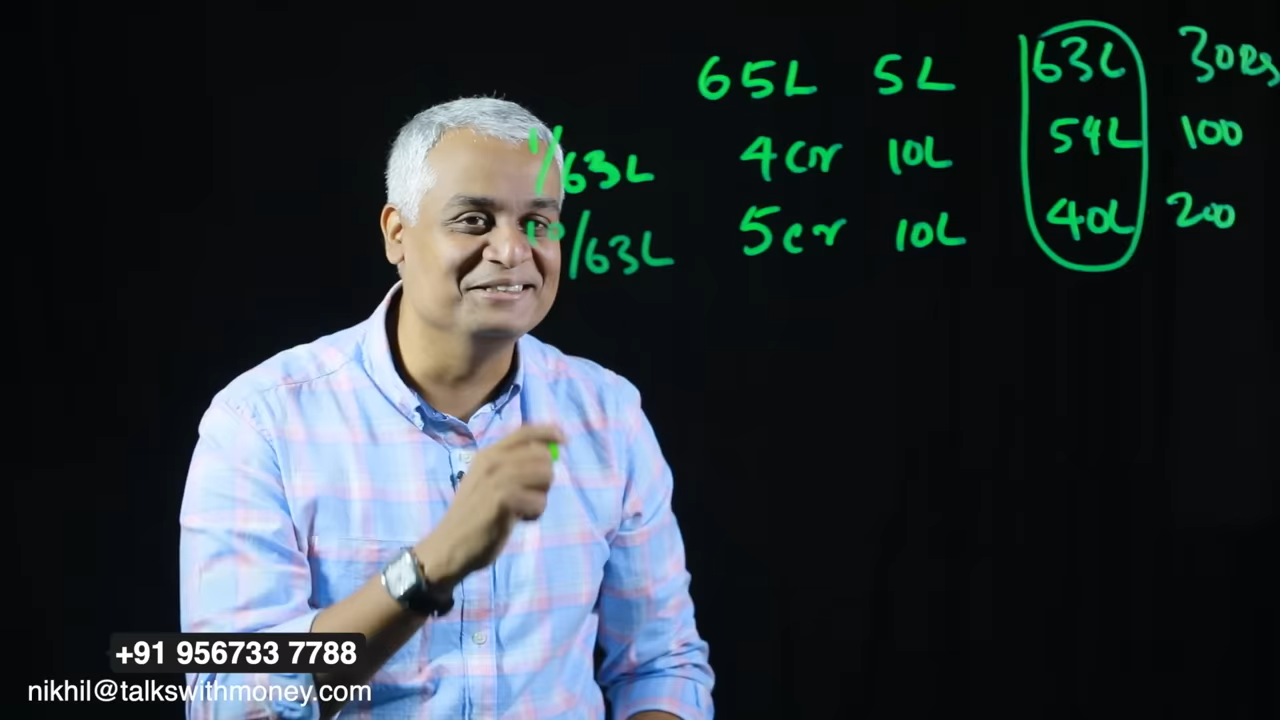 65L 5L 63L 30Rs
1/63L 4cr 10L 54L 100
10/63L 5cr 10L 40L 200
+91 956733 7788
nikhil@talkswithmoney.com